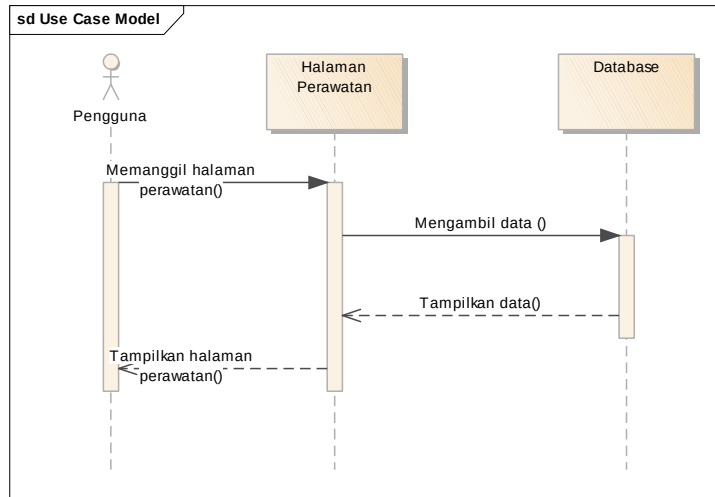 sd Use Case Model
Pengguna
Halaman
Perawatan
Database
Memanggil halaman
perawatan()
Mengambil data ()
Tampilkan data()
Tampilkan halaman
perawatan()